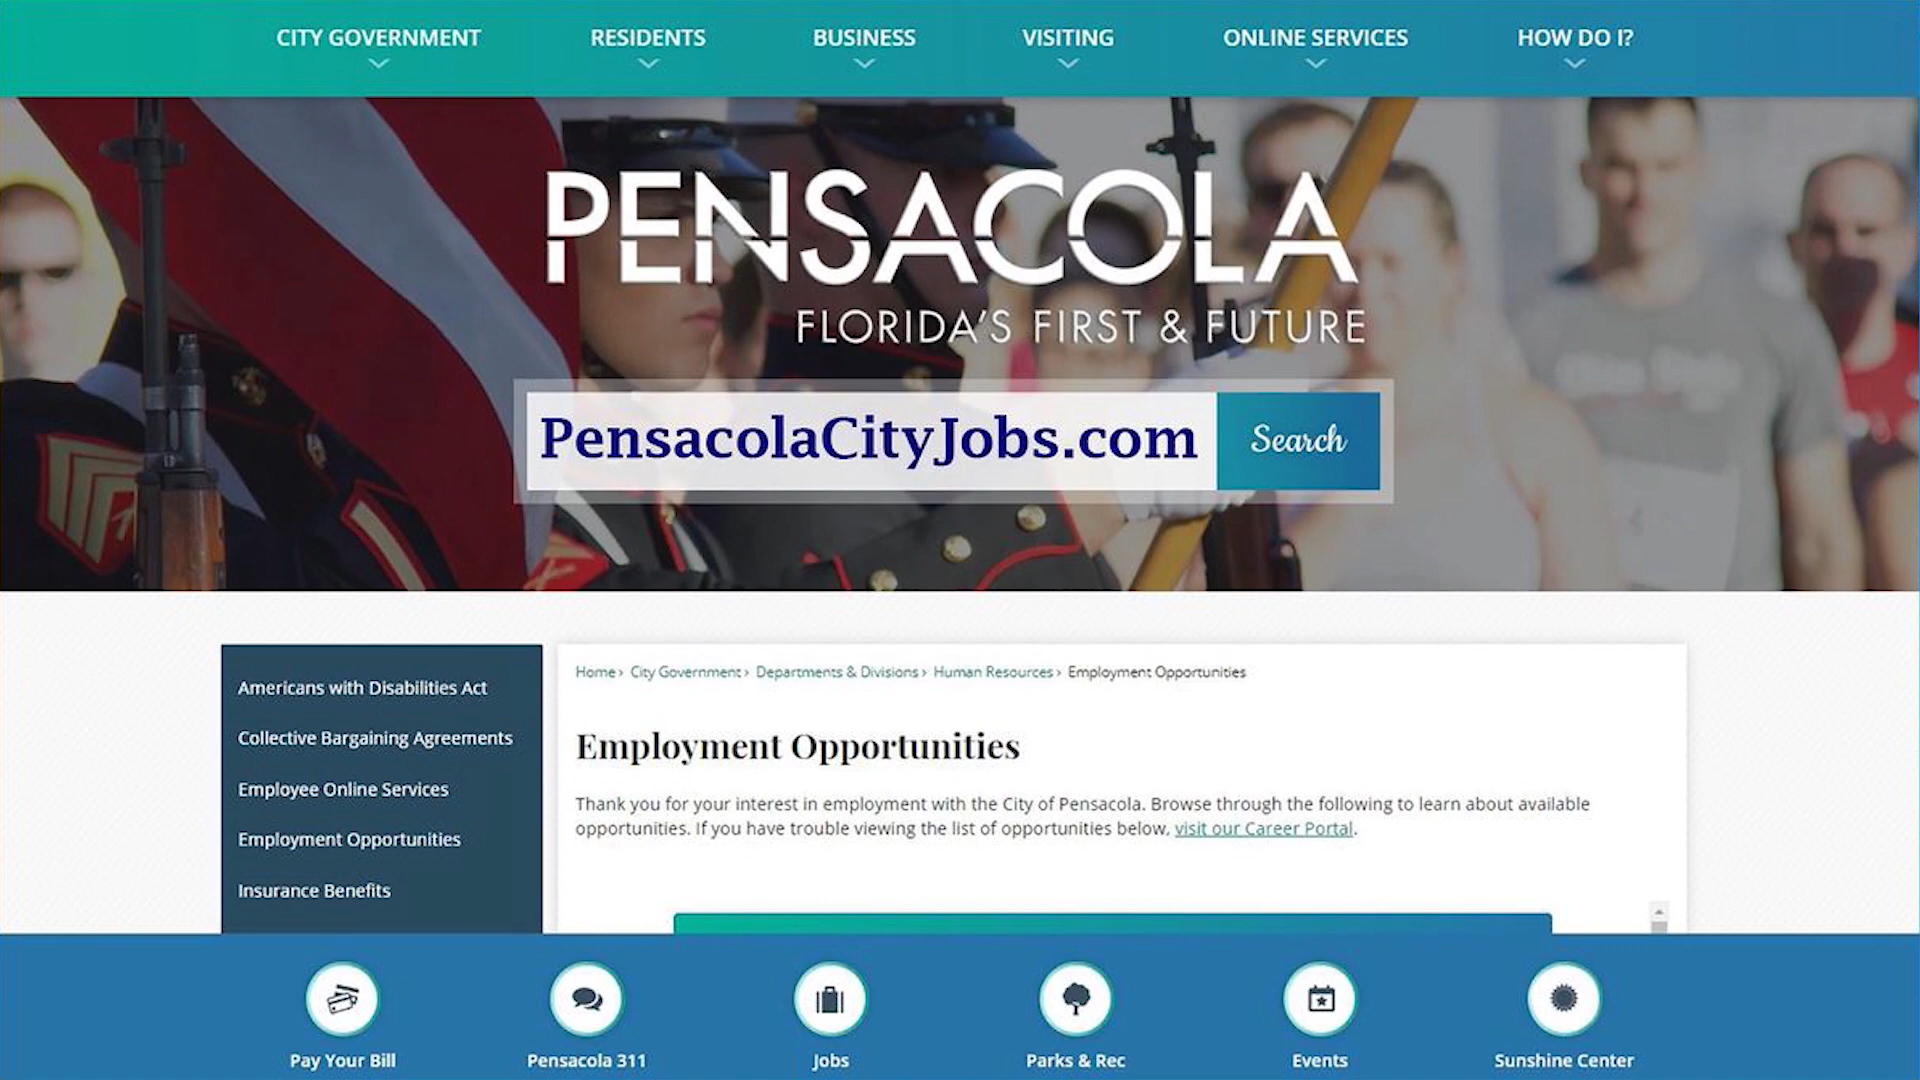 CITY GOVERNMENT
RESIDENTS
BUSINESS
VISITING
ONLINE SERVICES
HOW DO I?
PENSACOLA
FLORIDA'S FIRST & FUTURE
PensacolaCityJobs.com
Search
Americans with Disabilities Act
Collective Bargaining Agreements
Employee Online Services
Employment Opportunities
Insurance Benefits
Home › City Government › Departments & Divisions › Human Resources › Employment Opportunities
Employment Opportunities
Thank you for your interest in employment with the City of Pensacola. Browse through the following to learn about available
opportunities. If you have trouble viewing the list of opportunities below, visit our Career Portal.
Pay Your Bill
Pensacola 311
Jobs
Parks & Rec
Events
Sunshine Center